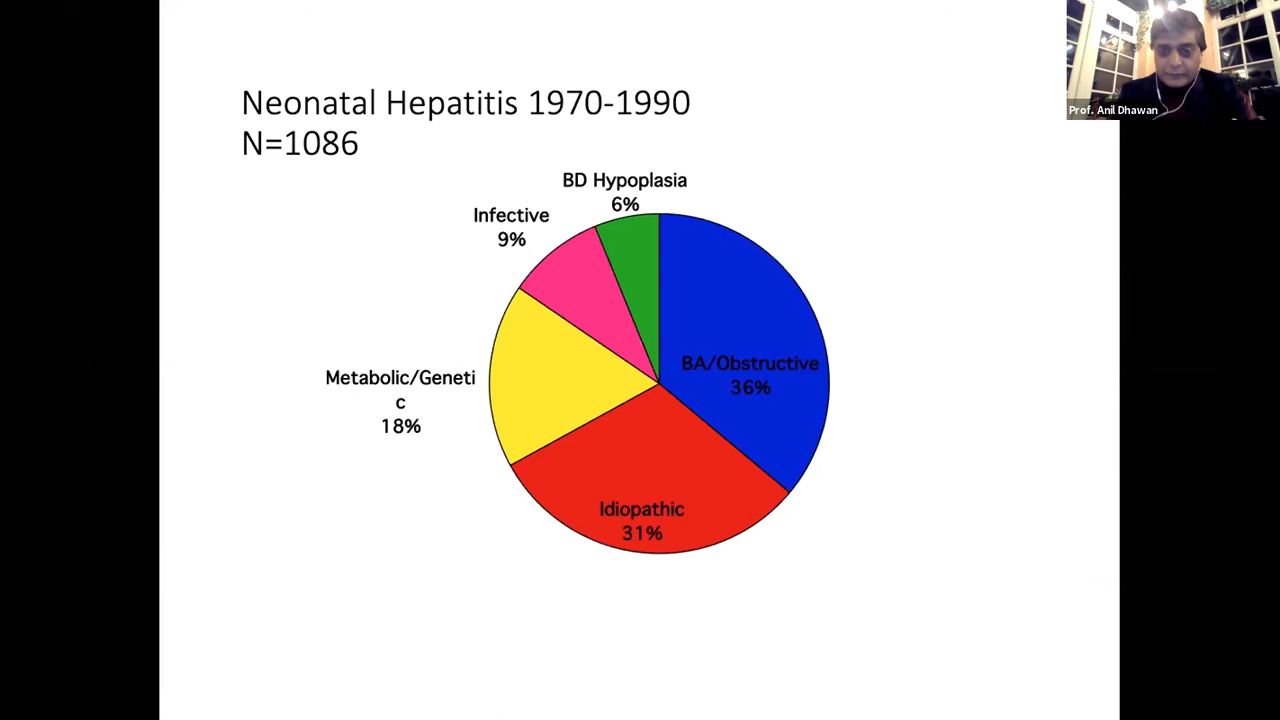 Prof. Anil Dhawan
Neonatal Hepatitis 1970-1990
N=1086
BD Hypoplasia
6%
Infective
9%
BA/Obstructive
36%
Metabolic/Geneti
c
18%
Idiopathic
31%